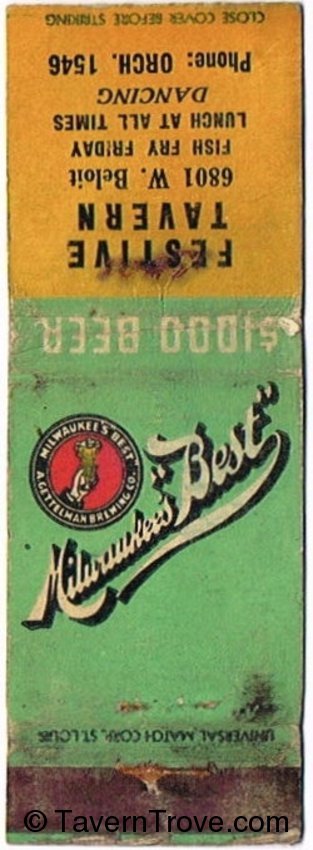 CLOSE COVER BEFORE STRIKING
FESTIVE
TAVERN
6801 W. Beloit
FISH FRY FRIDAY
LUNCH AT ALL TIMES
DANCING
Phone: ORCH. 1546
$1000 BEER
MILWAUKEE'S BEST
A. GETTELMAN BREWING CO.
Milwaukee's "Best"
UNIVERSAL MATCH CORP., ST. LOUIS
© TavernTrove.com